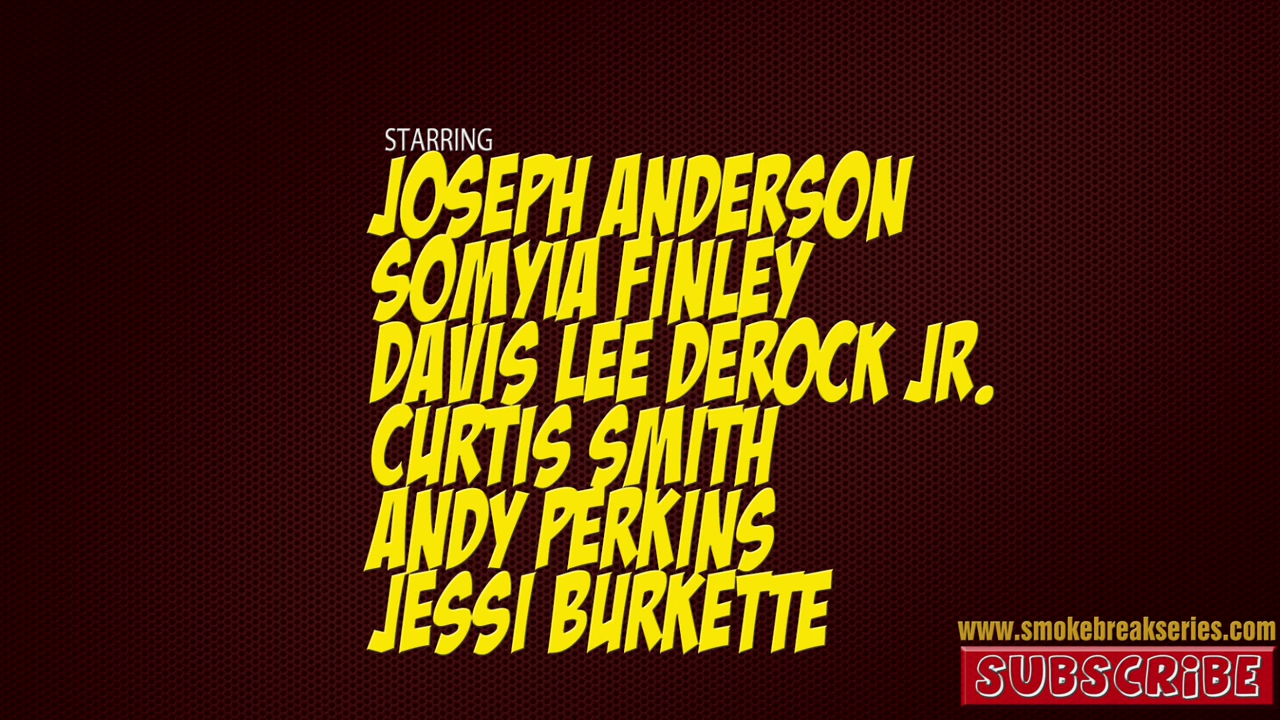 STARRING
JOSEPH ANDERSON
SOMYIA FINLEY
DAVIS LEE DEROCK JR.
CURTIS SMITH
ANDY PERKINS
JESSI BURKETTE
www.smokebreakseries.com
SUBSCRiBE